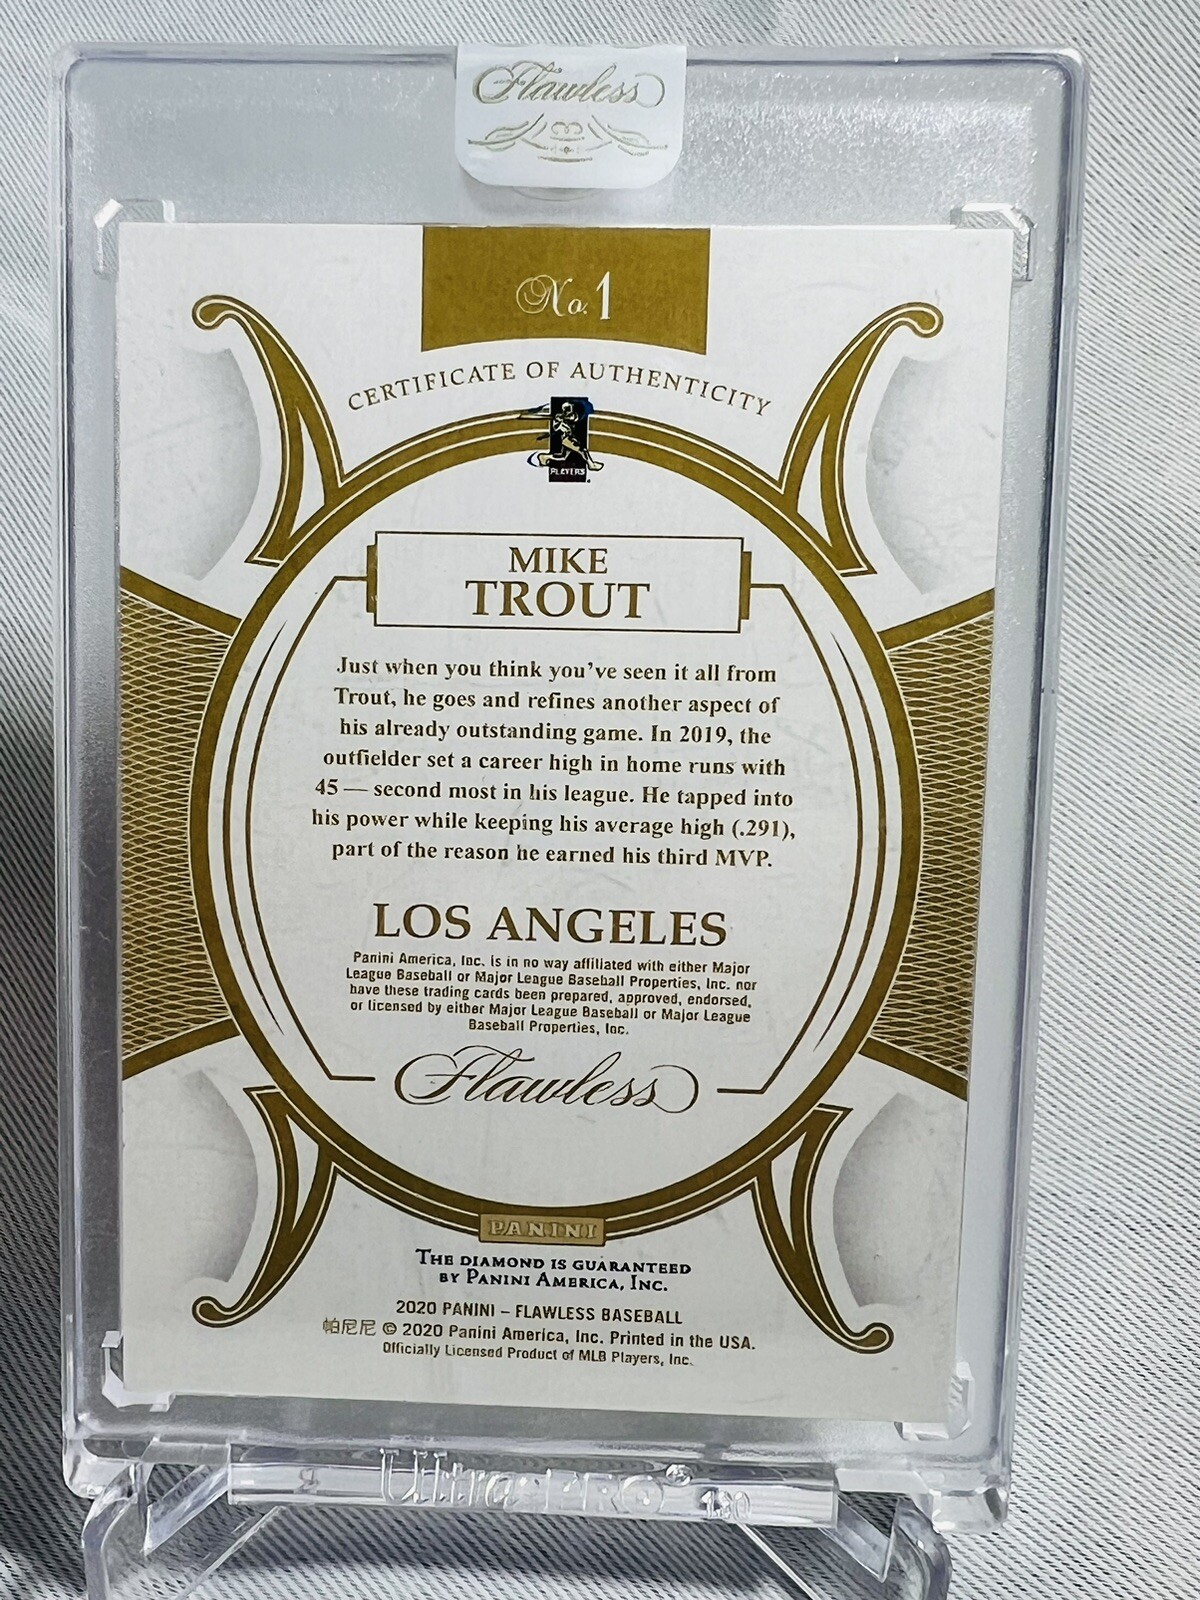 Flawless
No. 1
CERTIFICATE OF AUTHENTICITY
PLAYERS
MIKE
TROUT
Just when you think you've seen it all from
Trout, he goes and refines another aspect of
his already outstanding game. In 2019, the
outfielder set a career high in home runs with
45 — second most in his league. He tapped into
his power while keeping his average high (.291),
part of the reason he earned his third MVP.
LOS ANGELES
Panini America, Inc. is in no way affiliated with either Major
League Baseball or Major League Baseball Properties, Inc. nor
have these trading cards been prepared, approved, endorsed,
or licensed by either Major League Baseball or Major League
Baseball Properties, Inc.
Flawless
PANINI
THE DIAMOND IS GUARANTEED
BY PANINI AMERICA, INC.
2020 PANINI – FLAWLESS BASEBALL
帕尼尼 © 2020 Panini America, Inc. Printed in the USA.
Officially Licensed Product of MLB Players, Inc.
Ultra PRO® 130